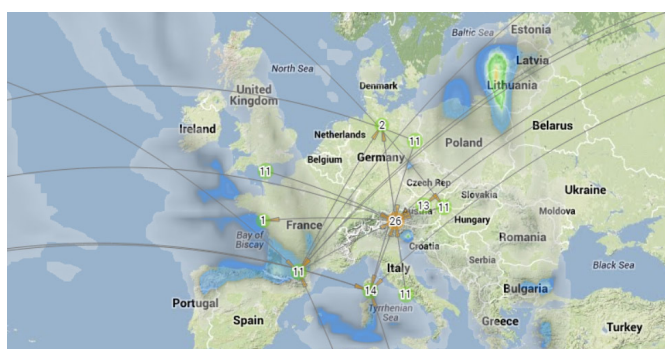 Estonia
Baltic Sea
Latvia
North Sea
Denmark
Lithuania
United
Kingdom
2
Ireland
Netherlands
11
Belarus
Poland
Belgium
Germany
11
Czech Rep
Slovakia
Ukraine
13
11
1
26
Austria
Moldova
France
Hungary
Bay of
Biscay
Romania
Croatia
11
Italy
Serbia
Black Sea
14
11
Bulgaria
Portugal
Tyrrhenian
Sea
Spain
Greece
Turkey